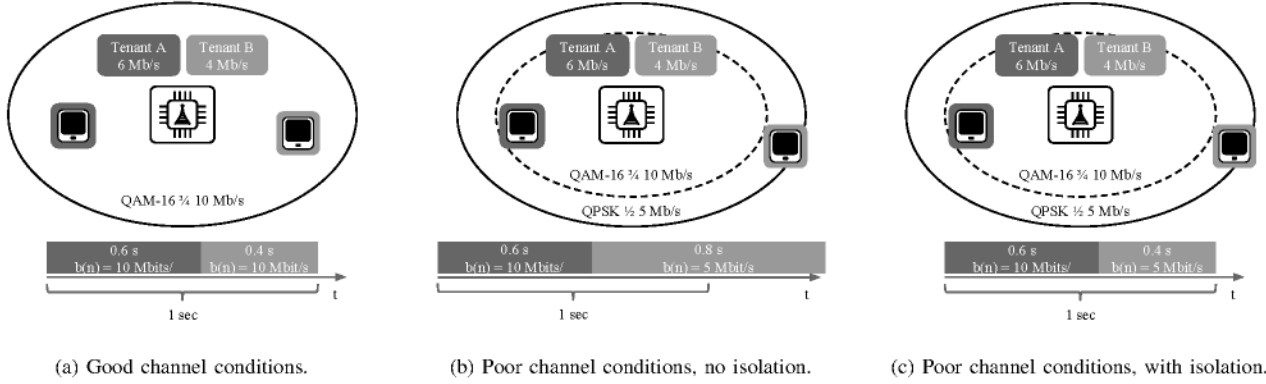 Tenant A
6 Mb/s
Tenant B
4 Mb/s
QAM-16 ¾ 10 Mb/s
0.6 s
b(n) = 10 Mbits/
0.4 s
b(n) = 10 Mbit/s
t
1 sec
(a) Good channel conditions.
Tenant A
6 Mb/s
Tenant B
4 Mb/s
QAM-16 ¾ 10 Mb/s
QPSK ½ 5 Mb/s
0.6 s
b(n) = 10 Mbits/
0.8 s
b(n) = 5 Mbit/s
t
1 sec
(b) Poor channel conditions, no isolation.
Tenant A
6 Mb/s
Tenant B
4 Mb/s
QAM-16 ¾ 10 Mb/s
QPSK ½ 5 Mb/s
0.6 s
b(n) = 10 Mbits/
0.4 s
b(n) = 5 Mbit/s
t
1 sec
(c) Poor channel conditions, with isolation.